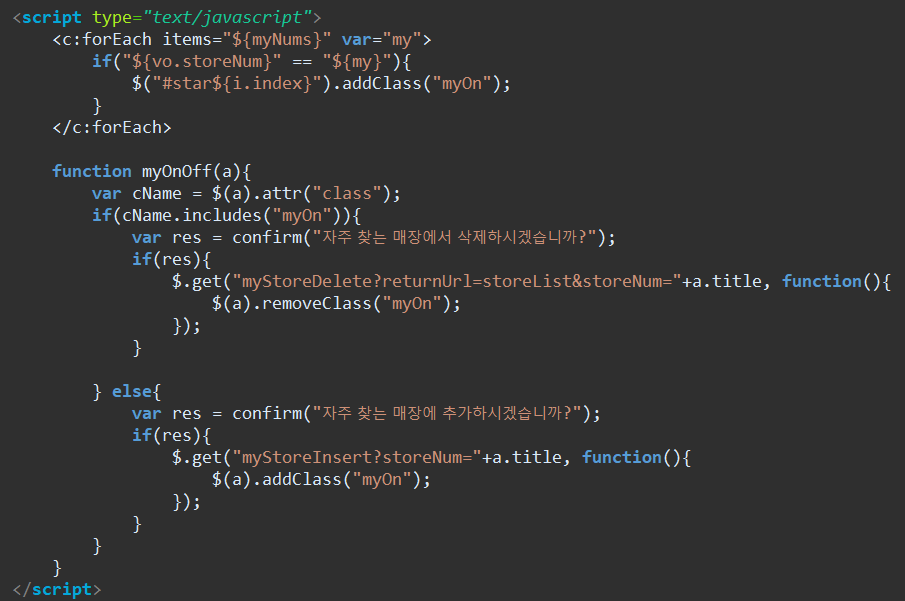 <script type="text/javascript">
    <c:forEach items="${myNums}" var="my">
        if("${vo.storeNum}" == "${my}"){
            $("#star${i.index}").addClass("myOn");
        }
    </c:forEach>

    function myOnOff(a){
        var cName = $(a).attr("class");
        if(cName.includes("myOn")){
            var res = confirm("자주 찾는 매장에서 삭제하시겠습니까?");
            if(res){
                $.get("myStoreDelete?returnUrl=storeList&storeNum="+a.title, function(){
                    $(a).removeClass("myOn");
                });
            }

        } else{
            var res = confirm("자주 찾는 매장에 추가하시겠습니까?");
            if(res){
                $.get("myStoreInsert?storeNum="+a.title, function(){
                    $(a).addClass("myOn");
                });
            }
        }
    }
</script>